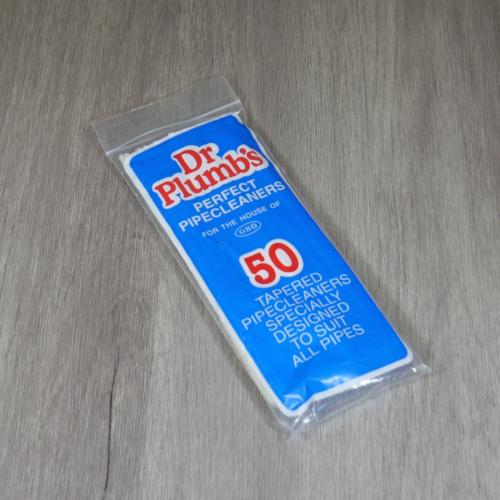 Dr
Plumb's
PERFECT
PIPECLEANERS
FOR THE HOUSE OF
GBD
50
TAPERED
PIPECLEANERS
SPECIALLY
DESIGNED
TO SUIT
ALL PIPES